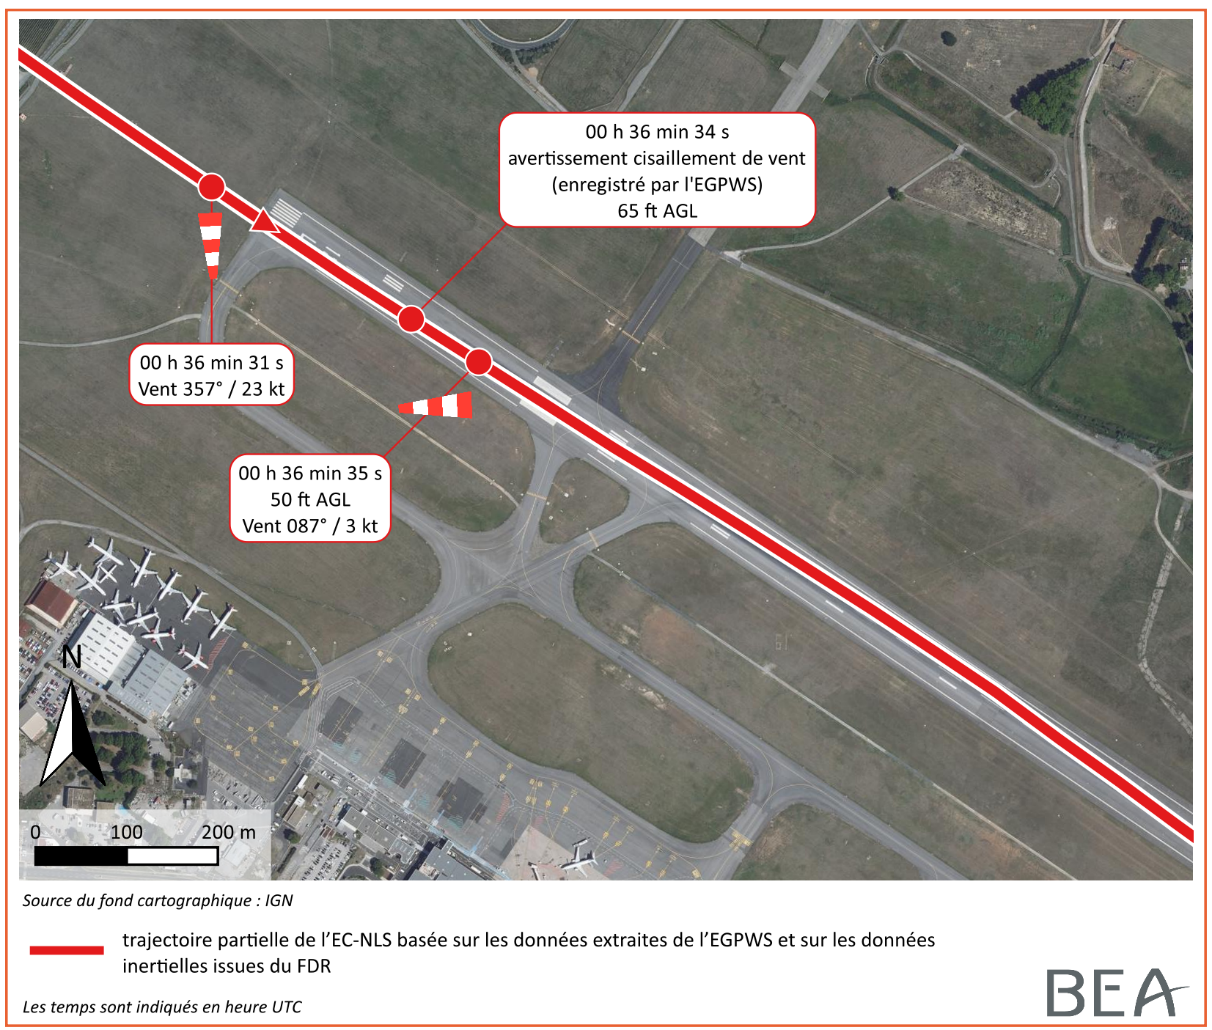 00 h 36 min 34 s
avertissement cisaillement de vent
(enregistré par l'EGPWS)
65 ft AGL
00 h 36 min 31 s
Vent 357° / 23 kt
00 h 36 min 35 s
50 ft AGL
Vent 087° / 3 kt
N
0 100 200 m
Source du fond cartographique : IGN
trajectoire partielle de l’EC-NLS basée sur les données extraites de l’EGPWS et sur les données
inertielles issues du FDR
Les temps sont indiqués en heure UTC
BEA